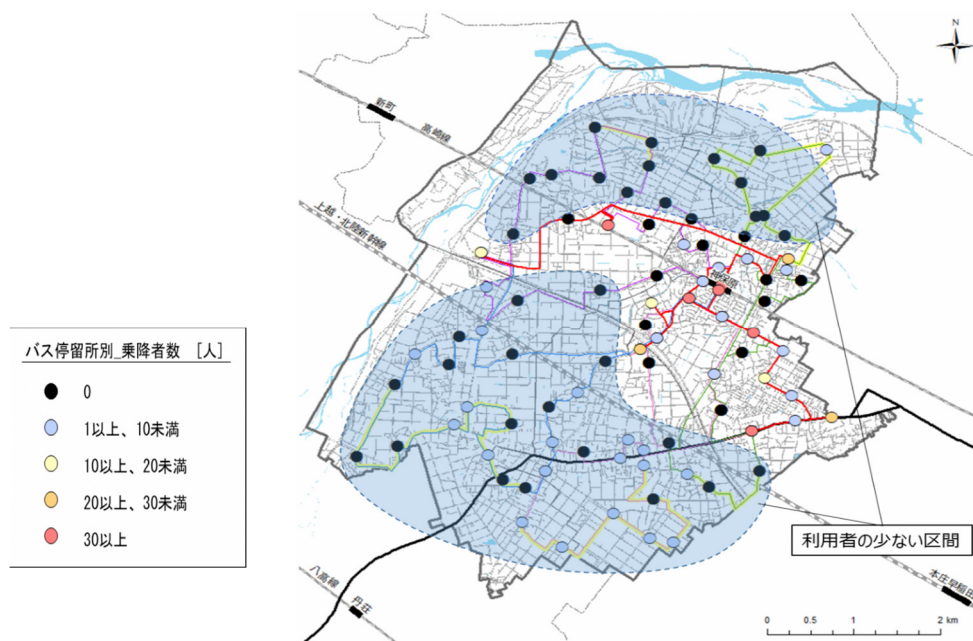 N
新町
高崎線
上越・北陸新幹線
神保原
バス停留所別_乗降者数 [人]
0
1以上、10未満
10以上、20未満
20以上、30未満
30以上
利用者の少ない区間
八高線
丹荘
本庄早稲田
0 0.5 1 2 km